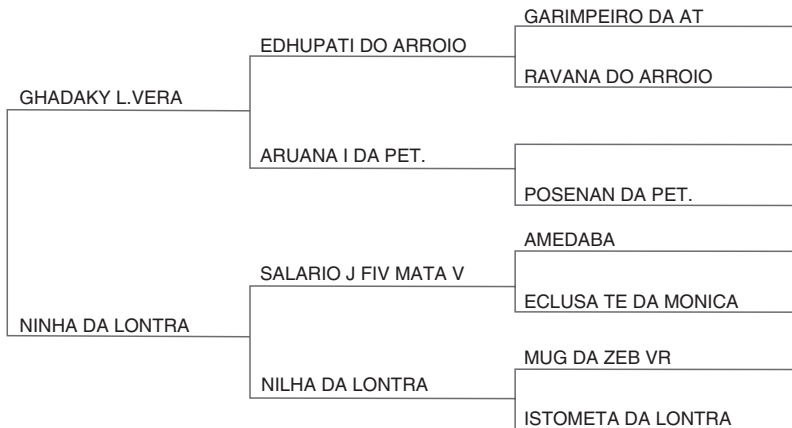 GARIMPEIRO DA AT
EDHUPATI DO ARROIO
RAVANA DO ARROIO
GHADAKY L.VERA
ARUANA I DA PET.
POSENAN DA PET.
AMEDABA
SALARIO J FIV MATA V
ECLUSA TE DA MONICA
NINHA DA LONTRA
MUG DA ZEB VR
NILHA DA LONTRA
ISTOMETA DA LONTRA